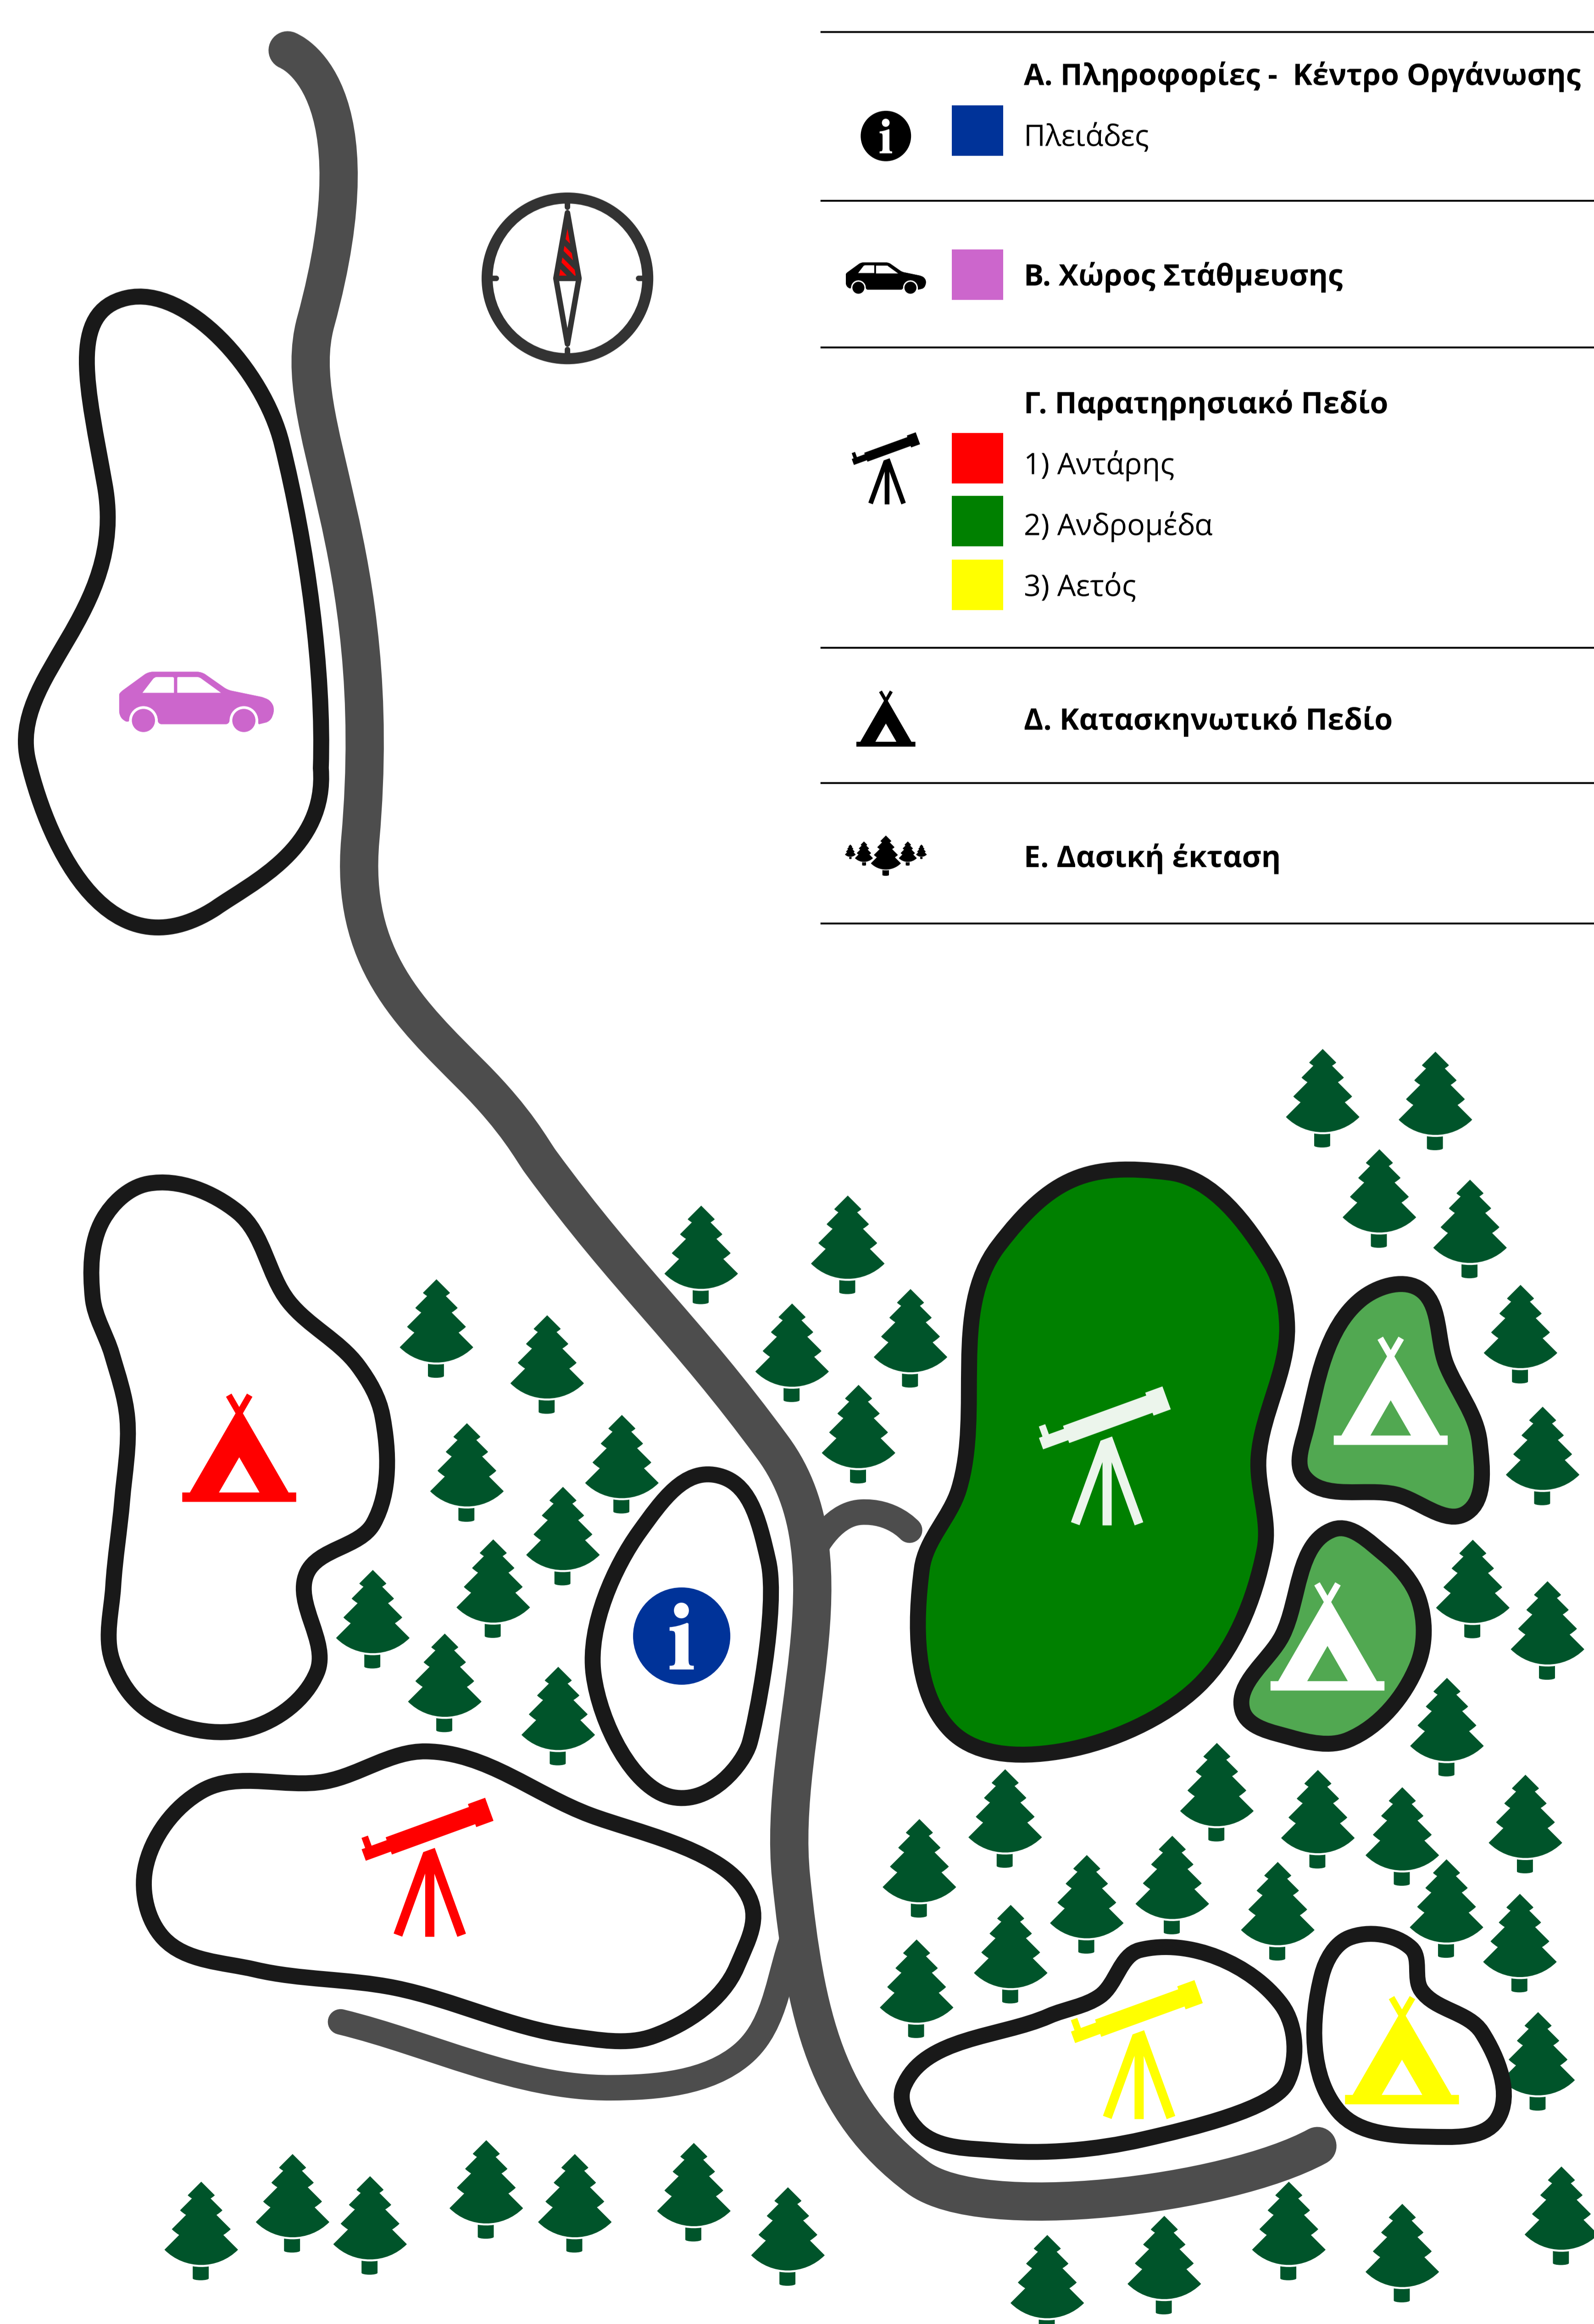 Α. Πληροφορίες - Κέντρο Οργάνωσης
Πλειάδες
Β. Χώρος Στάθμευσης
Γ. Παρατηρησιακό Πεδίο
1) Αντάρης
2) Ανδρομέδα
3) Αετός
Δ. Κατασκηνωτικό Πεδίο
Ε. Δασική έκταση